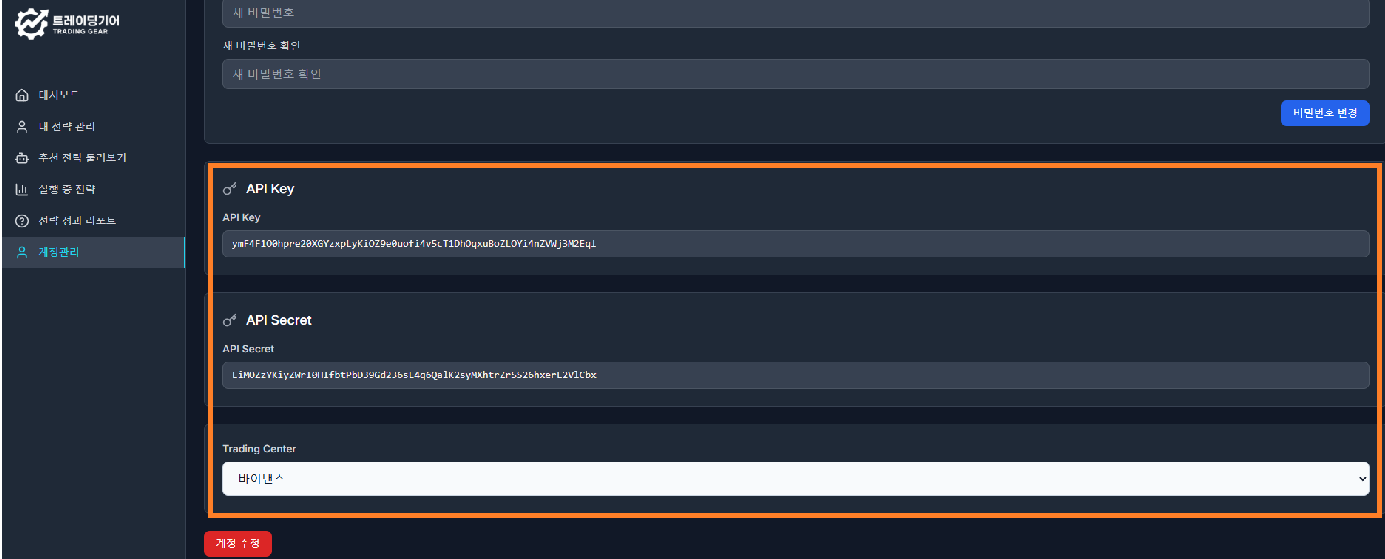 트레이딩기어
TRADING GEAR
대시보드
내 전략 관리
추천 전략 둘러보기
실행 중 전략
전략 성과 리포트
계정관리
새 비밀번호
새 비밀번호 확인
새 비밀번호 확인
비밀번호 변경
API Key
API Key
API Secret
API Secret
Trading Center
바이낸스
계정 수정